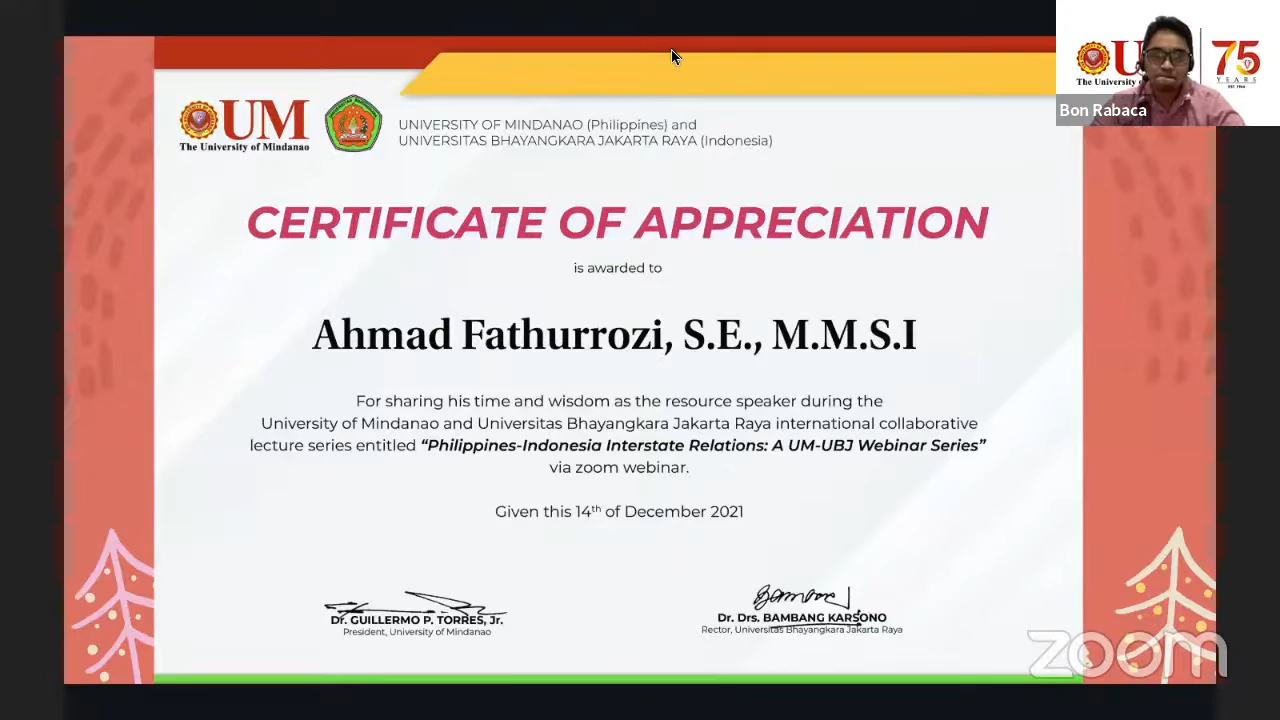 UM
The University of Mindanao
UNIVERSITY OF MINDANAO (Philippines) and
UNIVERSITAS BHAYANGKARA JAKARTA RAYA (Indonesia)
CERTIFICATE OF APPRECIATION
is awarded to
Ahmad Fathurrozi, S.E., M.M.S.I
For sharing his time and wisdom as the resource speaker during the
University of Mindanao and Universitas Bhayangkara Jakarta Raya international collaborative
lecture series entitled “Philippines-Indonesia Interstate Relations: A UM-UBJ Webinar Series”
via zoom webinar.
Given this 14th of December 2021
Dr. GUILLERMO P. TORRES, Jr.
President, University of Mindanao
Dr. Drs. BAMBANG KARSONO
Rector, Universitas Bhayangkara Jakarta Raya
zoom
U
The University
75
YEARS
Bon Rabaca